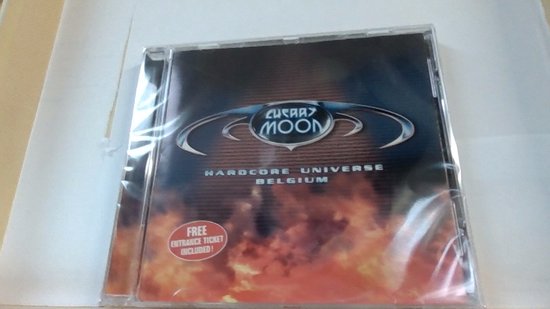 CHERRY
MOON
HARDCORE UNIVERSE
BELGIUM
FREE
ENTRANCE TICKET
INCLUDED!